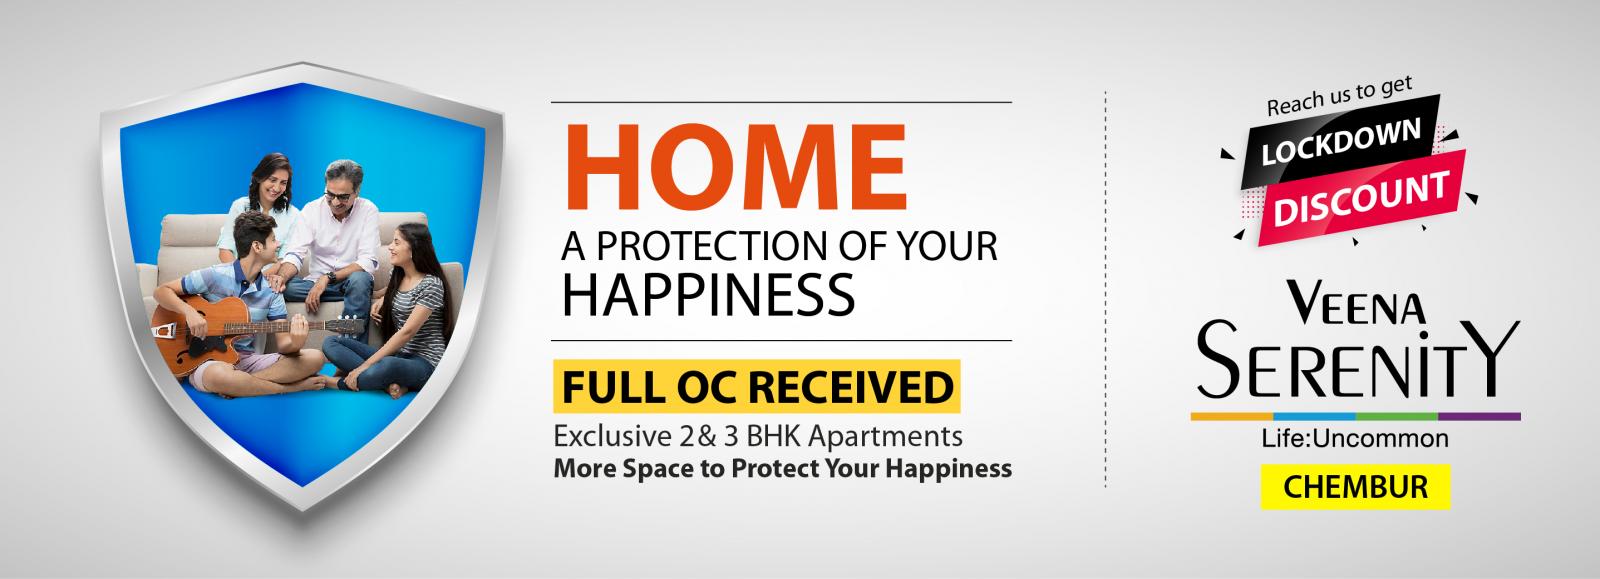 HOME
A PROTECTION OF YOUR
HAPPINESS
FULL OC RECEIVED
Exclusive 2& 3 BHK Apartments
More Space to Protect Your Happiness
Reach us to get
LOCKDOWN
DISCOUNT
VEENA
SERENiTY
Life:Uncommon
CHEMBUR